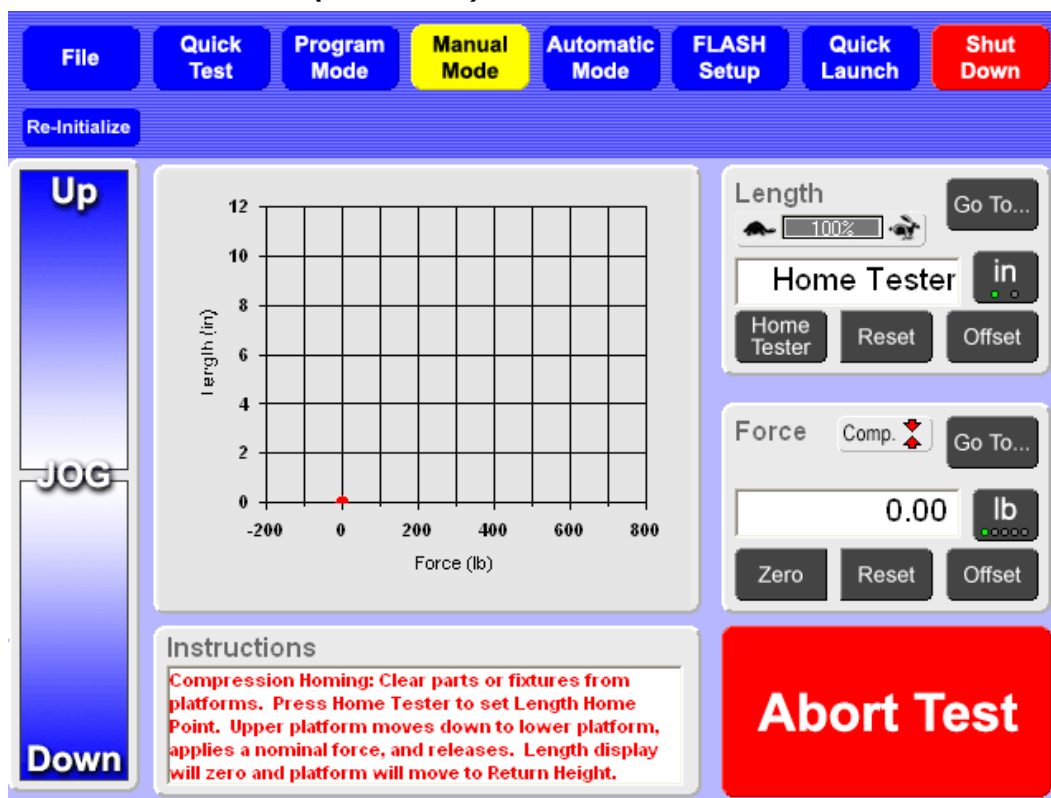 File
Quick
Test
Program
Mode
Manual
Mode
Automatic
Mode
FLASH
Setup
Quick
Launch
Shut
Down
Re-Initialize
Up
JOG
Down
12
10
8
6
4
2
0
Length (in)
-200 0 200 400 600 800
Force (lb)
Length
Go To...
100%
Home Tester
in
Home
Tester
Reset
Offset
Force
Comp.
Go To...
0.00
lb
Zero
Reset
Offset
Instructions
Compression Homing: Clear parts or fixtures from
platforms. Press Home Tester to set Length Home
Point. Upper platform moves down to lower platform,
applies a nominal force, and releases. Length display
will zero and platform will move to Return Height.
Abort Test